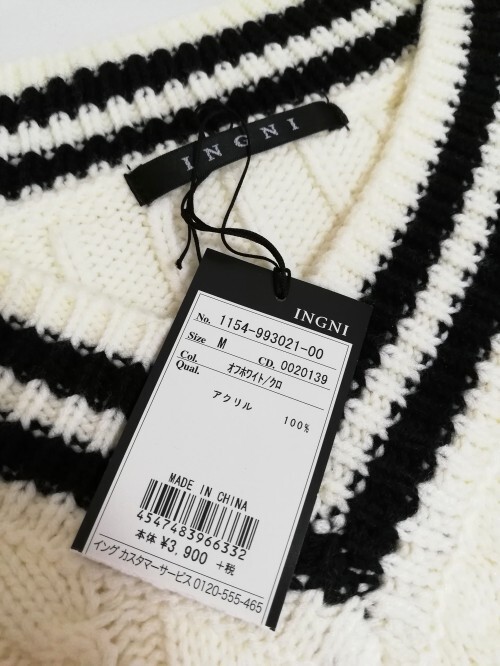 INGNI
INGNI
No. 1154-993021-00
Size M CD. 0020139
Col. オフホワイト/クロ
Qual.
アクリル 100%
MADE IN CHINA
4547483966332
本体 ¥3,900 +税
イング カスタマーサービス 0120-555-465